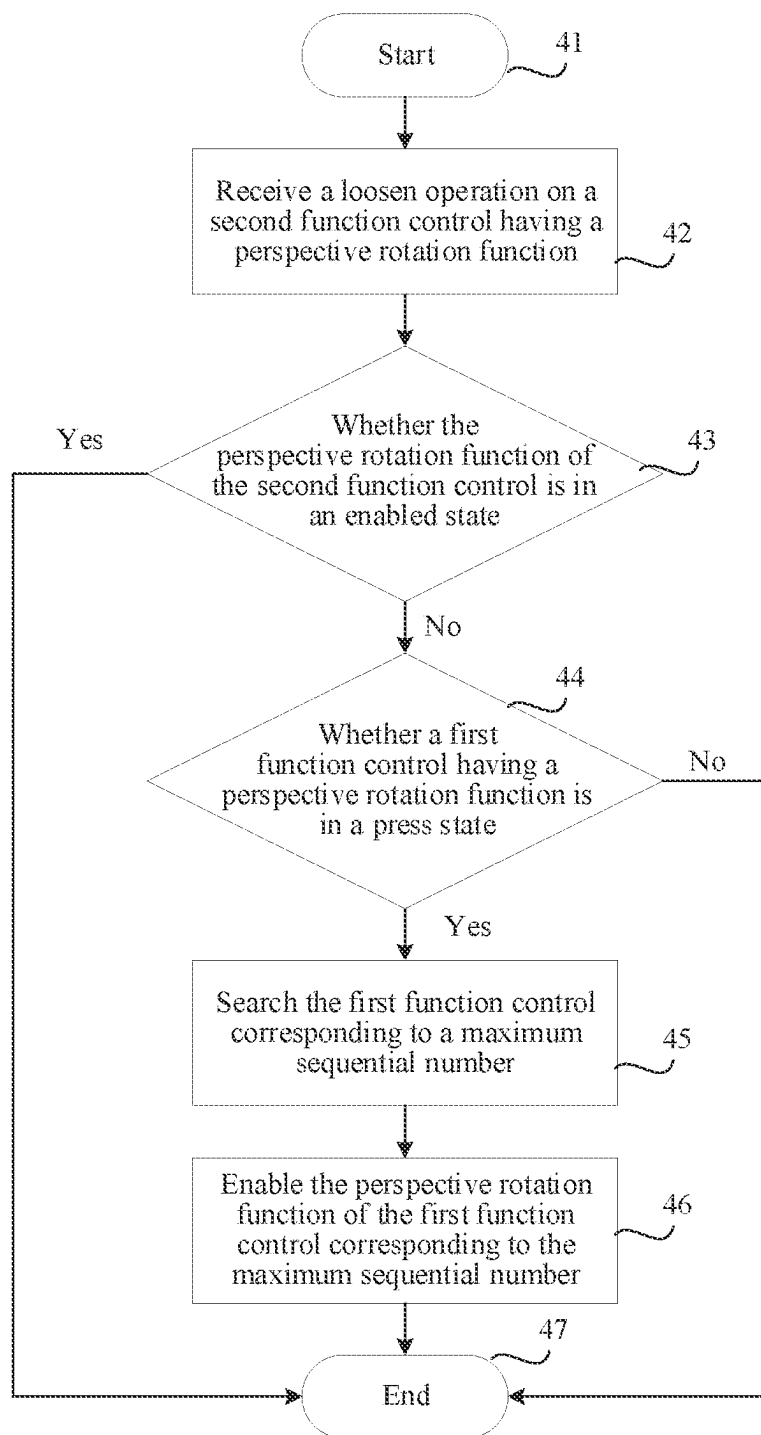 Start
41
Receive a loosen operation on a
second function control having a
perspective rotation function
42
Yes
Whether the
perspective rotation function of
the second function control is in
an enabled state
43
No
44
Whether a first
function control having a
perspective rotation function is
in a press state
No
Yes
Search the first function control
corresponding to a maximum
sequential number
45
Enable the perspective rotation
function of the first function
control corresponding to the
maximum sequential number
46
47
End